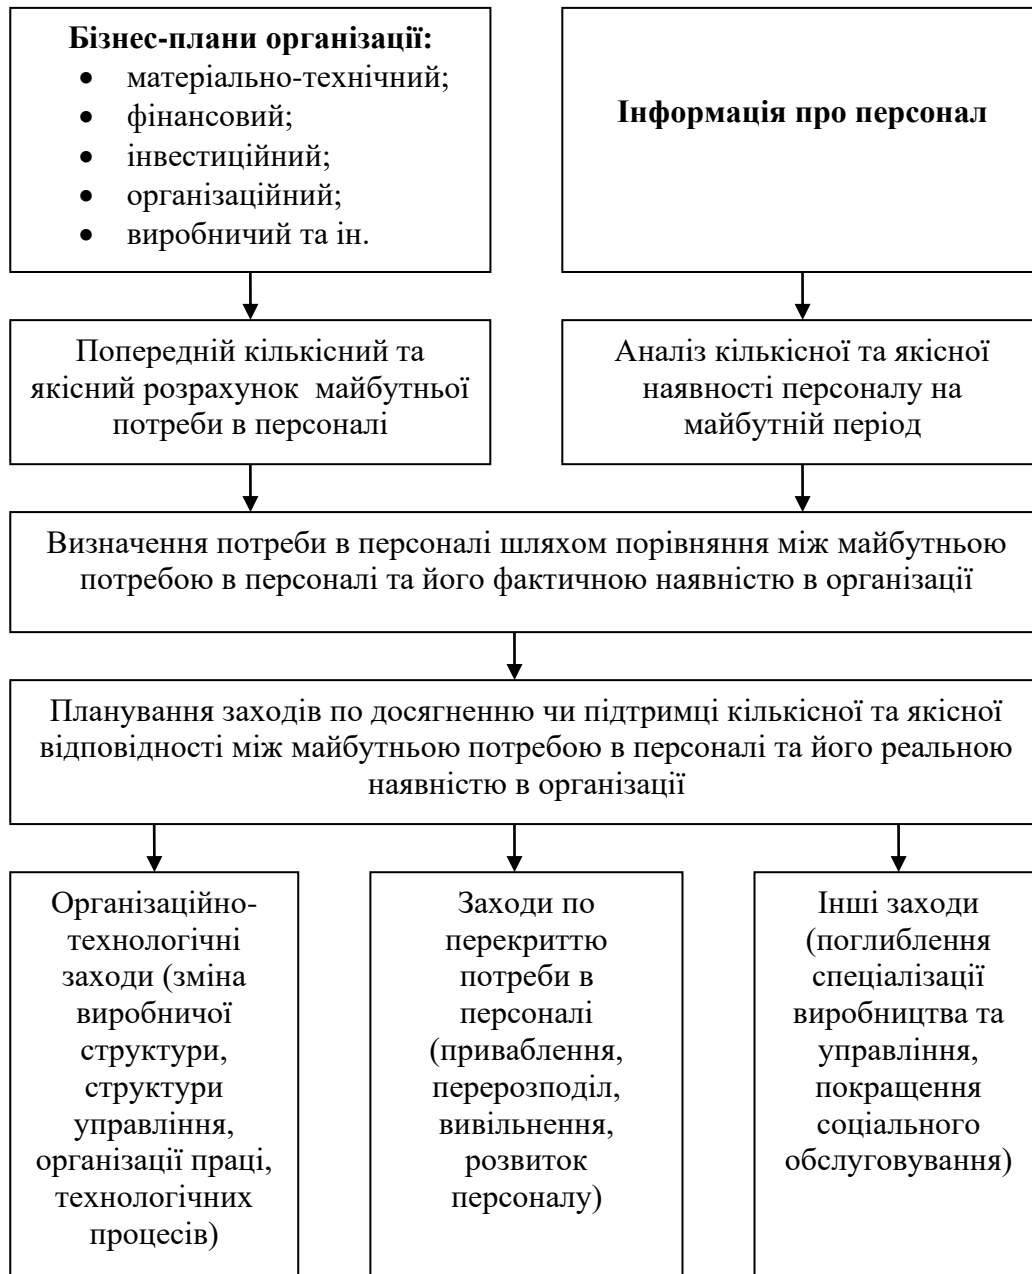 Бізнес-плани організації:
• матеріально-технічний;
• фінансовий;
• інвестиційний;
• організаційний;
• виробничий та ін.
Інформація про персонал
Попередній кількісний та
якісний розрахунок майбутньої
потреби в персоналі
Аналіз кількісної та якісної
наявності персоналу на
майбутній період
Визначення потреби в персоналі шляхом порівняння між майбутньою
потребою в персоналі та його фактичною наявністю в організації
Планування заходів по досягненню чи підтримці кількісної та якісної
відповідності між майбутньою потребою в персоналі та його реальною
наявністю в організації
Організаційно-
технологічні
заходи (зміна
виробничої
структури,
структури
управління,
організації праці,
технологічних
процесів)
Заходи по
перекриттю
потреби в
персоналі
(приваблення,
перерозподіл,
вивільнення,
розвиток
персоналу)
Інші заходи
(поглиблення
спеціалізації
виробництва та
управління,
покращення
соціального
обслуговування)